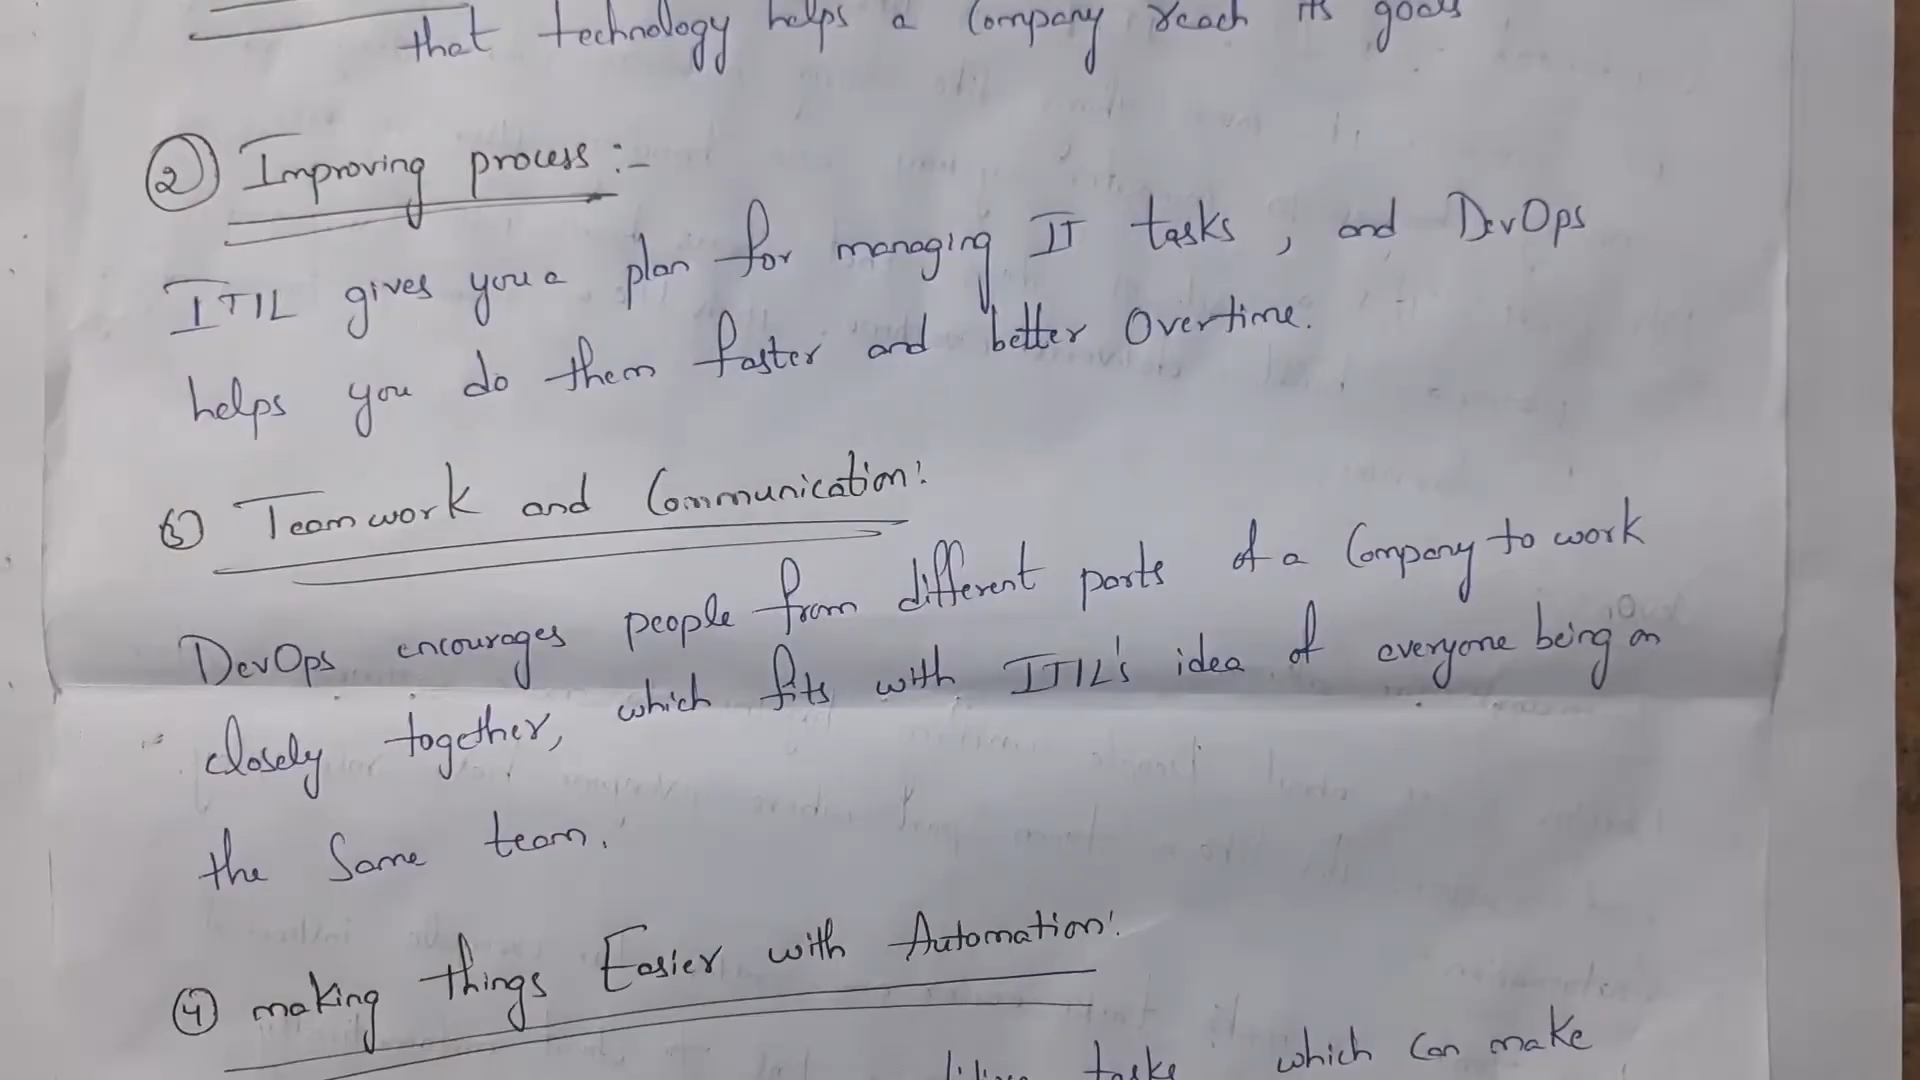 that technology helps a Company reach its goals
② Improving process :-
ITIL gives you a plan for managing IT tasks , and DevOps
helps you do them faster and better Overtime.
③ Teamwork and Communication:
DevOps encourages people from different parts of a Company to work
closely together, which fits with ITIL's idea of everyone being on
the Same team.
④ making things Easier with Automation:
tasks which Can make